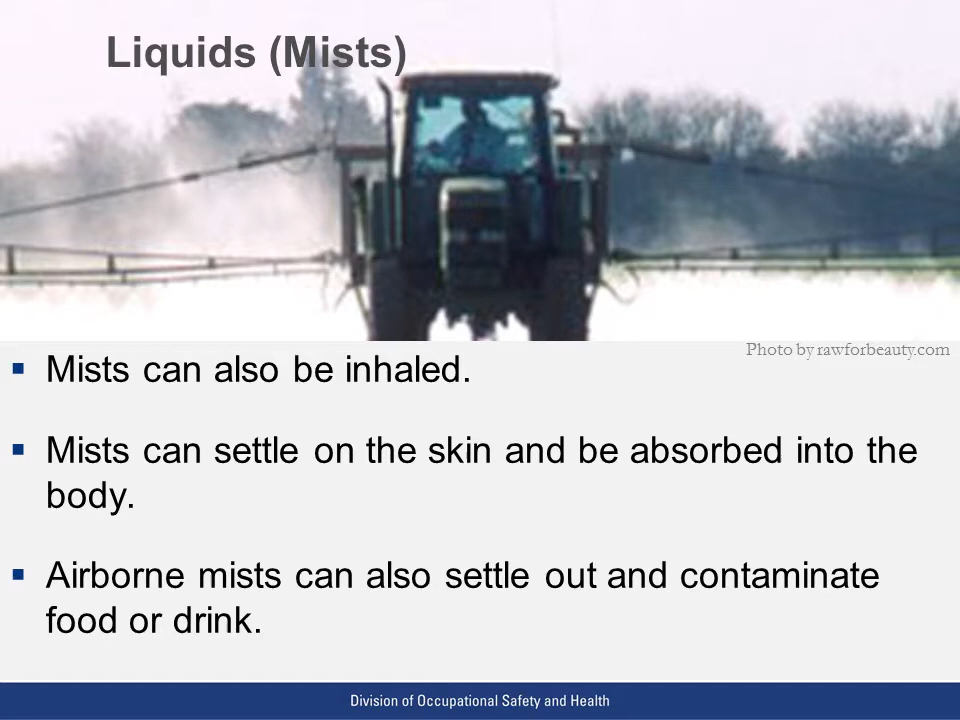 Liquids (Mists)
Photo by rawforbeauty.com
▪ Mists can also be inhaled.
▪ Mists can settle on the skin and be absorbed into the
body.
▪ Airborne mists can also settle out and contaminate
food or drink.
Division of Occupational Safety and Health